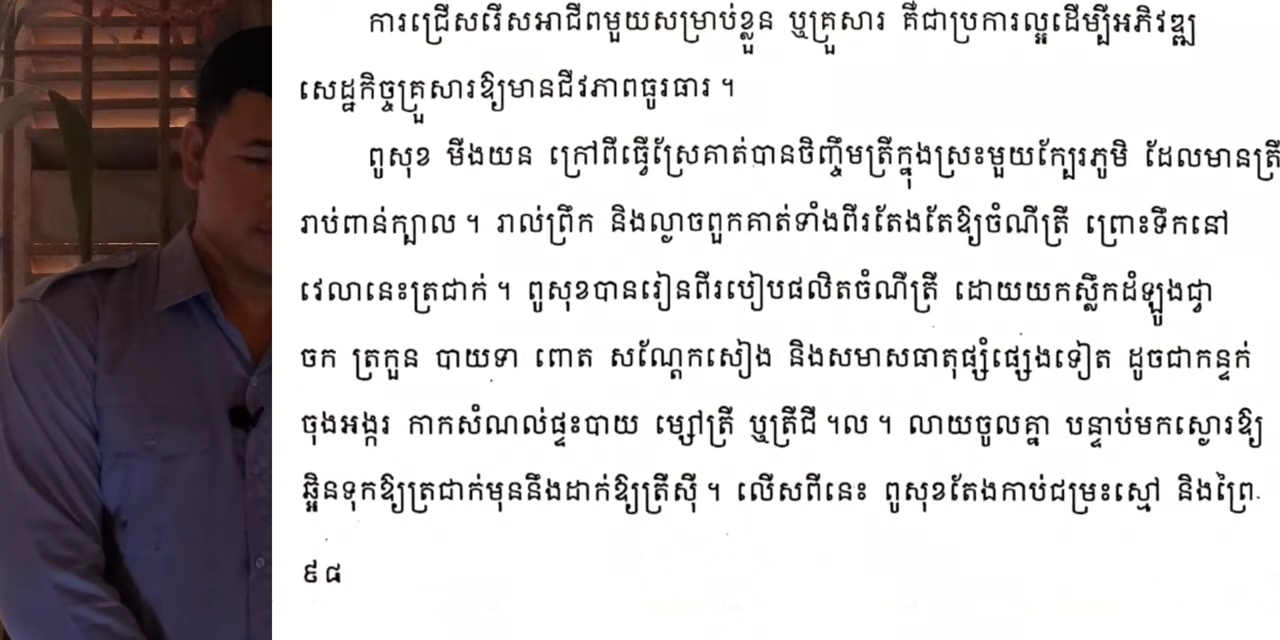 ការជ្រើសរើសអាជីពមួយសម្រាប់ខ្លួន ឬគ្រួសារ គឺជាប្រការល្អដើម្បីអភិវឌ្ឍ
សេដ្ឋកិច្ចគ្រួសារឱ្យមានជីវភាពធូរធារ ។
ពូសុខ មីងយន ក្រៅពីធ្វើស្រែគាត់បានចិញ្ចឹមត្រីក្នុងស្រះមួយក្បែរភូមិ ដែលមានត្រី
រាប់ពាន់ក្បាល ។ រាល់ព្រឹក និងល្ងាចពួកគាត់ទាំងពីរតែងតែឱ្យចំណីត្រី ព្រោះទឹកនៅ
វេលានេះត្រជាក់ ។ ពូសុខបានរៀនពីរបៀបផលិតចំណីត្រី ដោយយកស្លឹកដំឡូងជ្វា
ចក ត្រកួន បាយទា ពោត សណ្ដែកសៀង និងសមាសធាតុផ្សំផ្សេងទៀត ដូចជាកន្ទក់
ចុងអង្ករ កាកសំណល់ផ្ទះបាយ ម្សៅត្រី ឬត្រីជី ។ល ។ លាយចូលគ្នា បន្ទាប់មកស្ងោរឱ្យ
ឆ្អិនទុកឱ្យត្រជាក់មុននឹងដាក់ឱ្យត្រីស៊ី ។ លើសពីនេះ ពូសុខតែងកាប់ជម្រះស្មៅ និងព្រៃ
៩៨